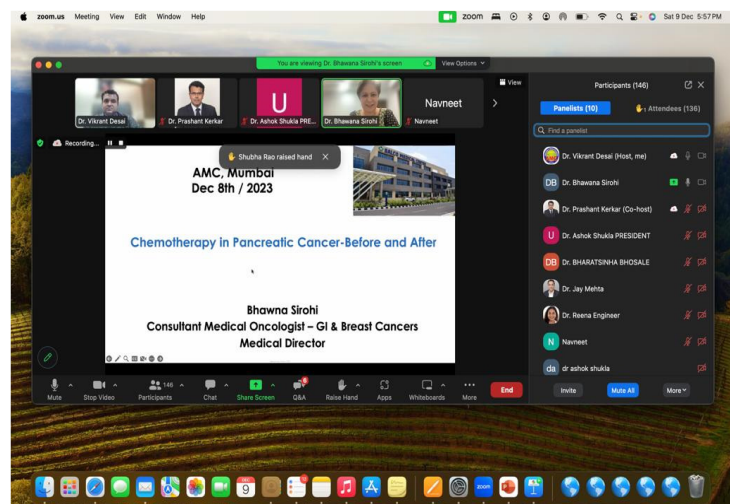 zoom.us Meeting View Edit Window Help
zoom
Sat 9 Dec 5:57 PM
You are viewing Dr. Bhawana Sirohi's screen
View Options
View
Dr. Vikrant Desai
Dr. Prashant Kerkar
U
Dr. Ashok Shukla PRE...
Dr. Bhawana Sirohi
Navneet
Navneet
Recording...
Shubha Rao raised hand
AMC, Mumbai
Dec 8th / 2023
Chemotherapy in Pancreatic Cancer-Before and After
Bhawna Sirohi
Consultant Medical Oncologist – GI & Breast Cancers
Medical Director
Mute
Stop Video
146
Participants
Chat
Share Screen
Q&A
Raise Hand
Apps
Whiteboards
More
End
Participants (146)
Panelists (10)
1 Attendees (136)
Find a panelist
Dr. Vikrant Desai (Host, me)
DB Dr. Bhawana Sirohi
Dr. Prashant Kerkar (Co-host)
U Dr. Ashok Shukla PRESIDENT
DB Dr. BHARATSINHA BHOSALE
Dr. Jay Mehta
Dr. Reena Engineer
N Navneet
da dr ashok shukla
Invite
Mute All
More
DEC
9
zoom